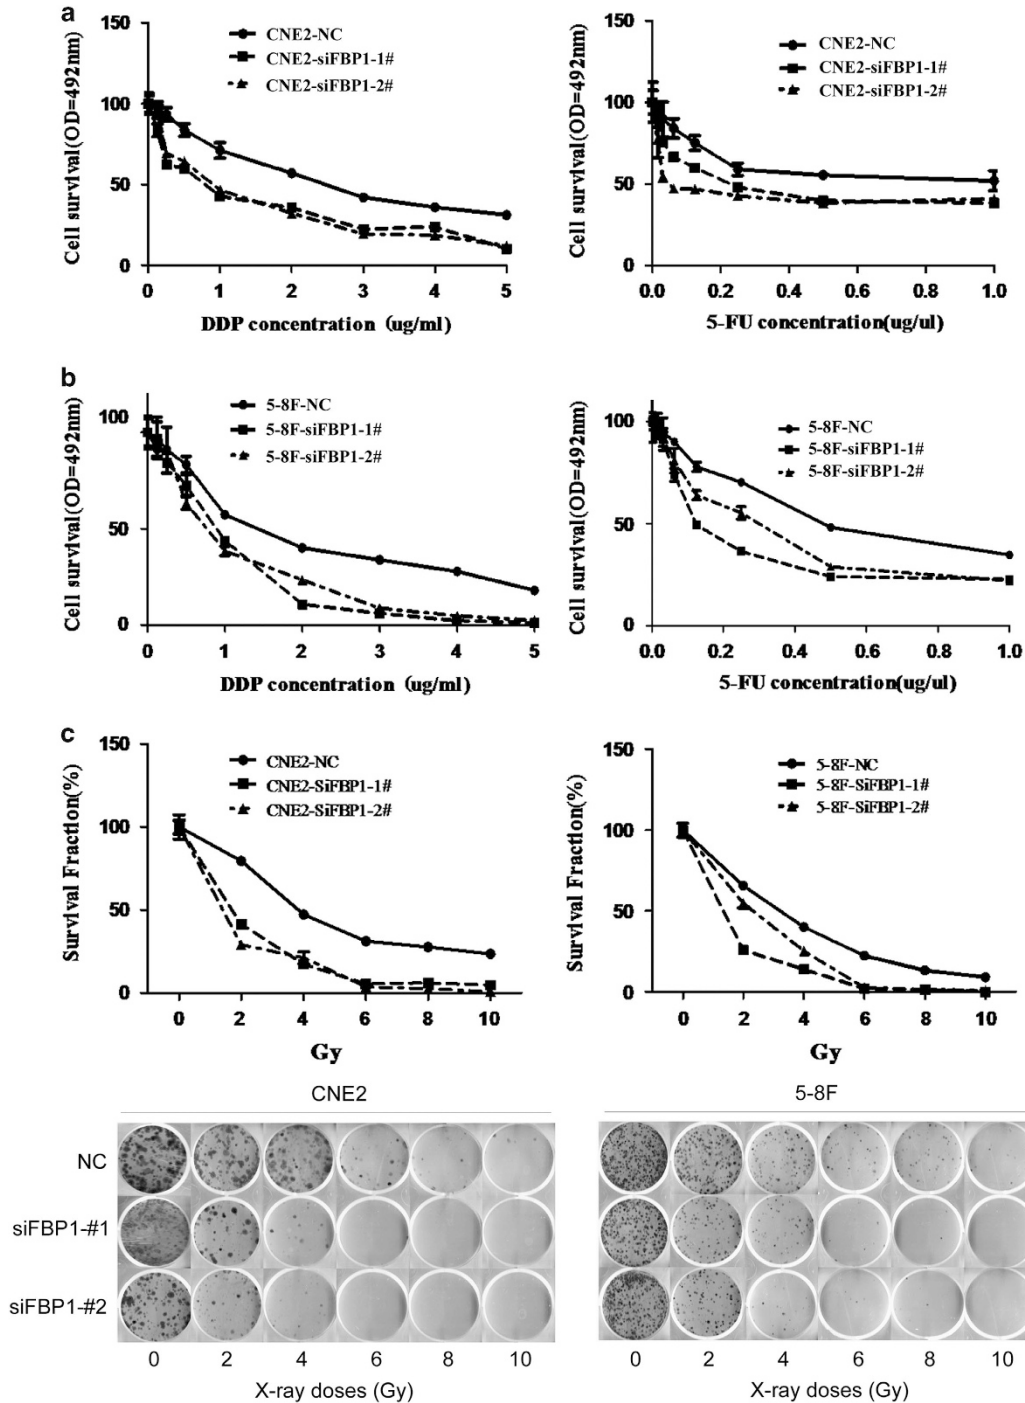 a
150
100
50
0
Cell survival(OD=492nm)
CNE2-NC
CNE2-siFBP1-1#
CNE2-siFBP1-2#
0 1 2 3 4 5
DDP concentration (ug/ml)
150
100
50
0
Cell survival(OD=492nm)
CNE2-NC
CNE2-siFBP1-1#
CNE2-siFBP1-2#
0.0 0.2 0.4 0.6 0.8 1.0
5-FU concentration(ug/ul)
b
100
50
0
Cell survival(OD=492nm)
5-8F-NC
5-8F-siFBP1-1#
5-8F-siFBP1-2#
0 1 2 3 4 5
DDP concentration (ug/ml)
100
50
0
Cell survival(OD=492nm)
5-8F-NC
5-8F-siFBP1-1#
5-8F-siFBP1-2#
0.0 0.2 0.4 0.6 0.8 1.0
5-FU concentration(ug/ul)
c
150
100
50
0
Survival Fraction(%)
CNE2-NC
CNE2-SiFBP1-1#
CNE2-SiFBP1-2#
0 2 4 6 8 10
Gy
150
100
50
0
Survival Fraction(%)
5-8F-NC
5-8F-SiFBP1-1#
5-8F-SiFBP1-2#
0 2 4 6 8 10
Gy
CNE2
5-8F
NC
siFBP1-#1
siFBP1-#2
0 2 4 6 8 10
X-ray doses (Gy)
0 2 4 6 8 10
X-ray doses (Gy)